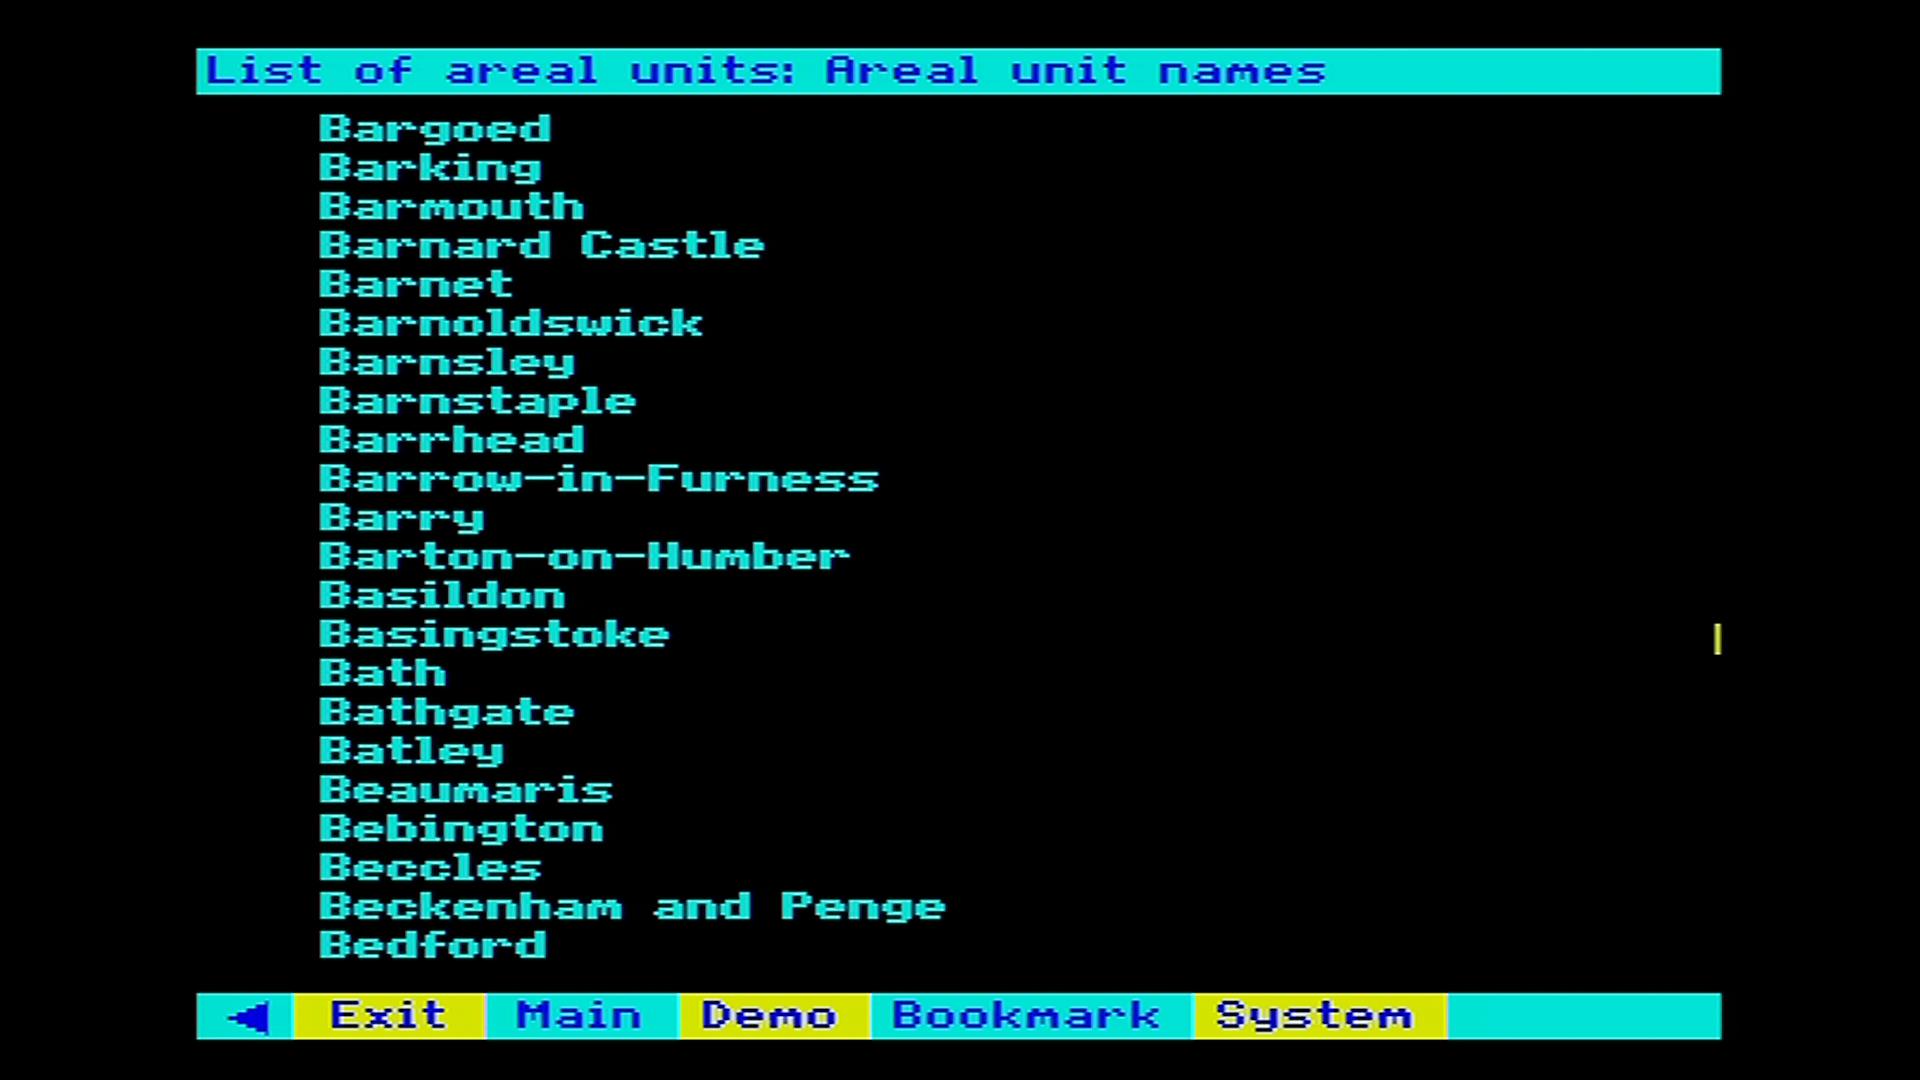 List of areal units: Areal unit names
Bargoed
Barking
Barmouth
Barnard Castle
Barnet
Barnoldswick
Barnsley
Barnstaple
Barrhead
Barrow-in-Furness
Barry
Barton-on-Humber
Basildon
Basingstoke
Bath
Bathgate
Batley
Beaumaris
Bebington
Beccles
Beckenham and Penge
Bedford
Exit Main Demo Bookmark System